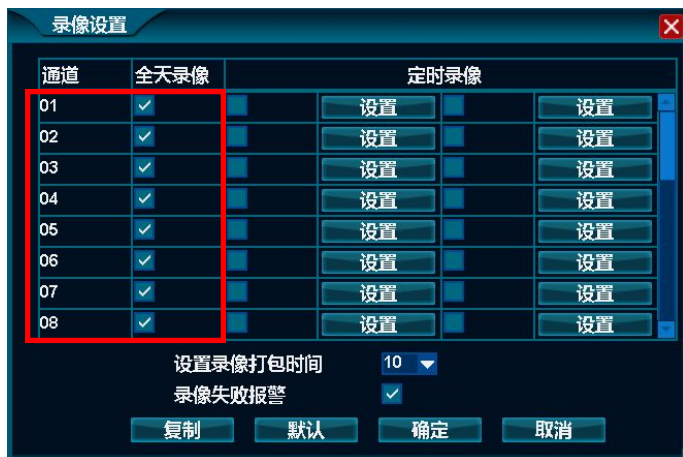 录像设置
通道 全天录像 定时录像
01 设置 设置
02 设置 设置
03 设置 设置
04 设置 设置
05 设置 设置
06 设置 设置
07 设置 设置
08 设置 设置
设置录像打包时间 10
录像失败报警
复制 默认 确定 取消